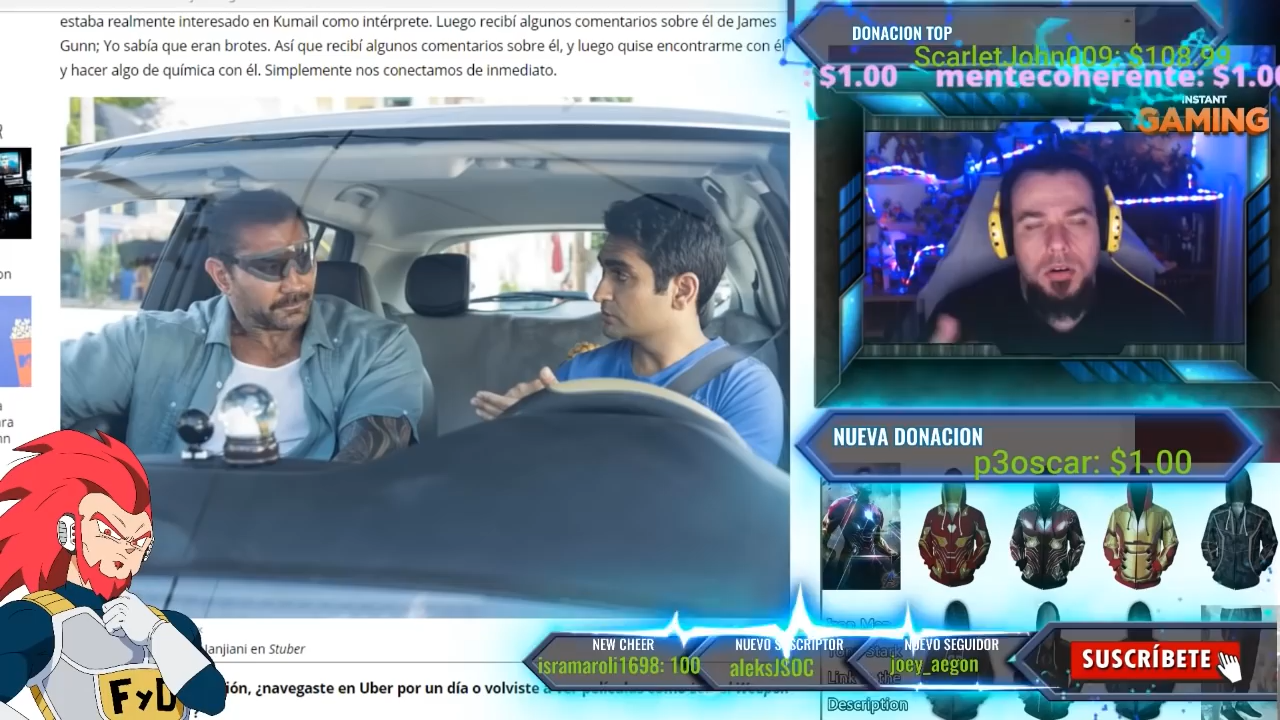 estaba realmente interesado en Kumail como intérprete. Luego recibí algunos comentarios sobre él de James
Gunn; Yo sabía que eran brotes. Así que recibí algunos comentarios sobre él, y luego quise encontrarme con él
y hacer algo de química con él. Simplemente nos conectamos de inmediato.
DONACION TOP
ScarletJohn009: $108.99
: $1.00 mentecoherente: $1.00
INSTANT
GAMING
NUEVA DONACION
p3oscar: $1.00
FyD
en Stuber
¿navegaste en Uber por un día o volviste a
NEW CHEER
isramaroli1698: 100
NUEVO SUSCRIPTOR
aleksJSOC
NUEVO SEGUIDOR
joey_aegon
SUSCRÍBETE
Link the
Description